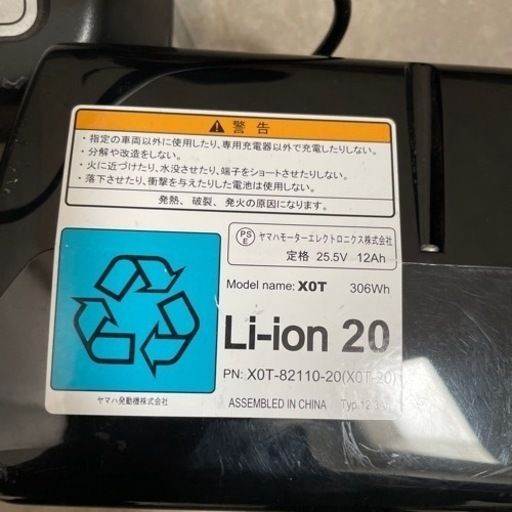 警告
・指定の車両以外に使用したり、専用充電器以外で充電したりしない。
・分解や改造をしない。
・火に近づけたり、水没させたり、端子をショートさせたりしない。
・落下させたり、衝撃を与えたりした電池は使用しない。
発熱、破裂、発火の原因になります。
PSE ヤマハモーターエレクトロニクス株式会社
定格 25.5V 12Ah
Model name: X0T 306Wh
Li-ion 20
PN: X0T-82110-20(X0T-20)
ヤマハ発動機株式会社
ASSEMBLED IN CHINA Typ.12.3